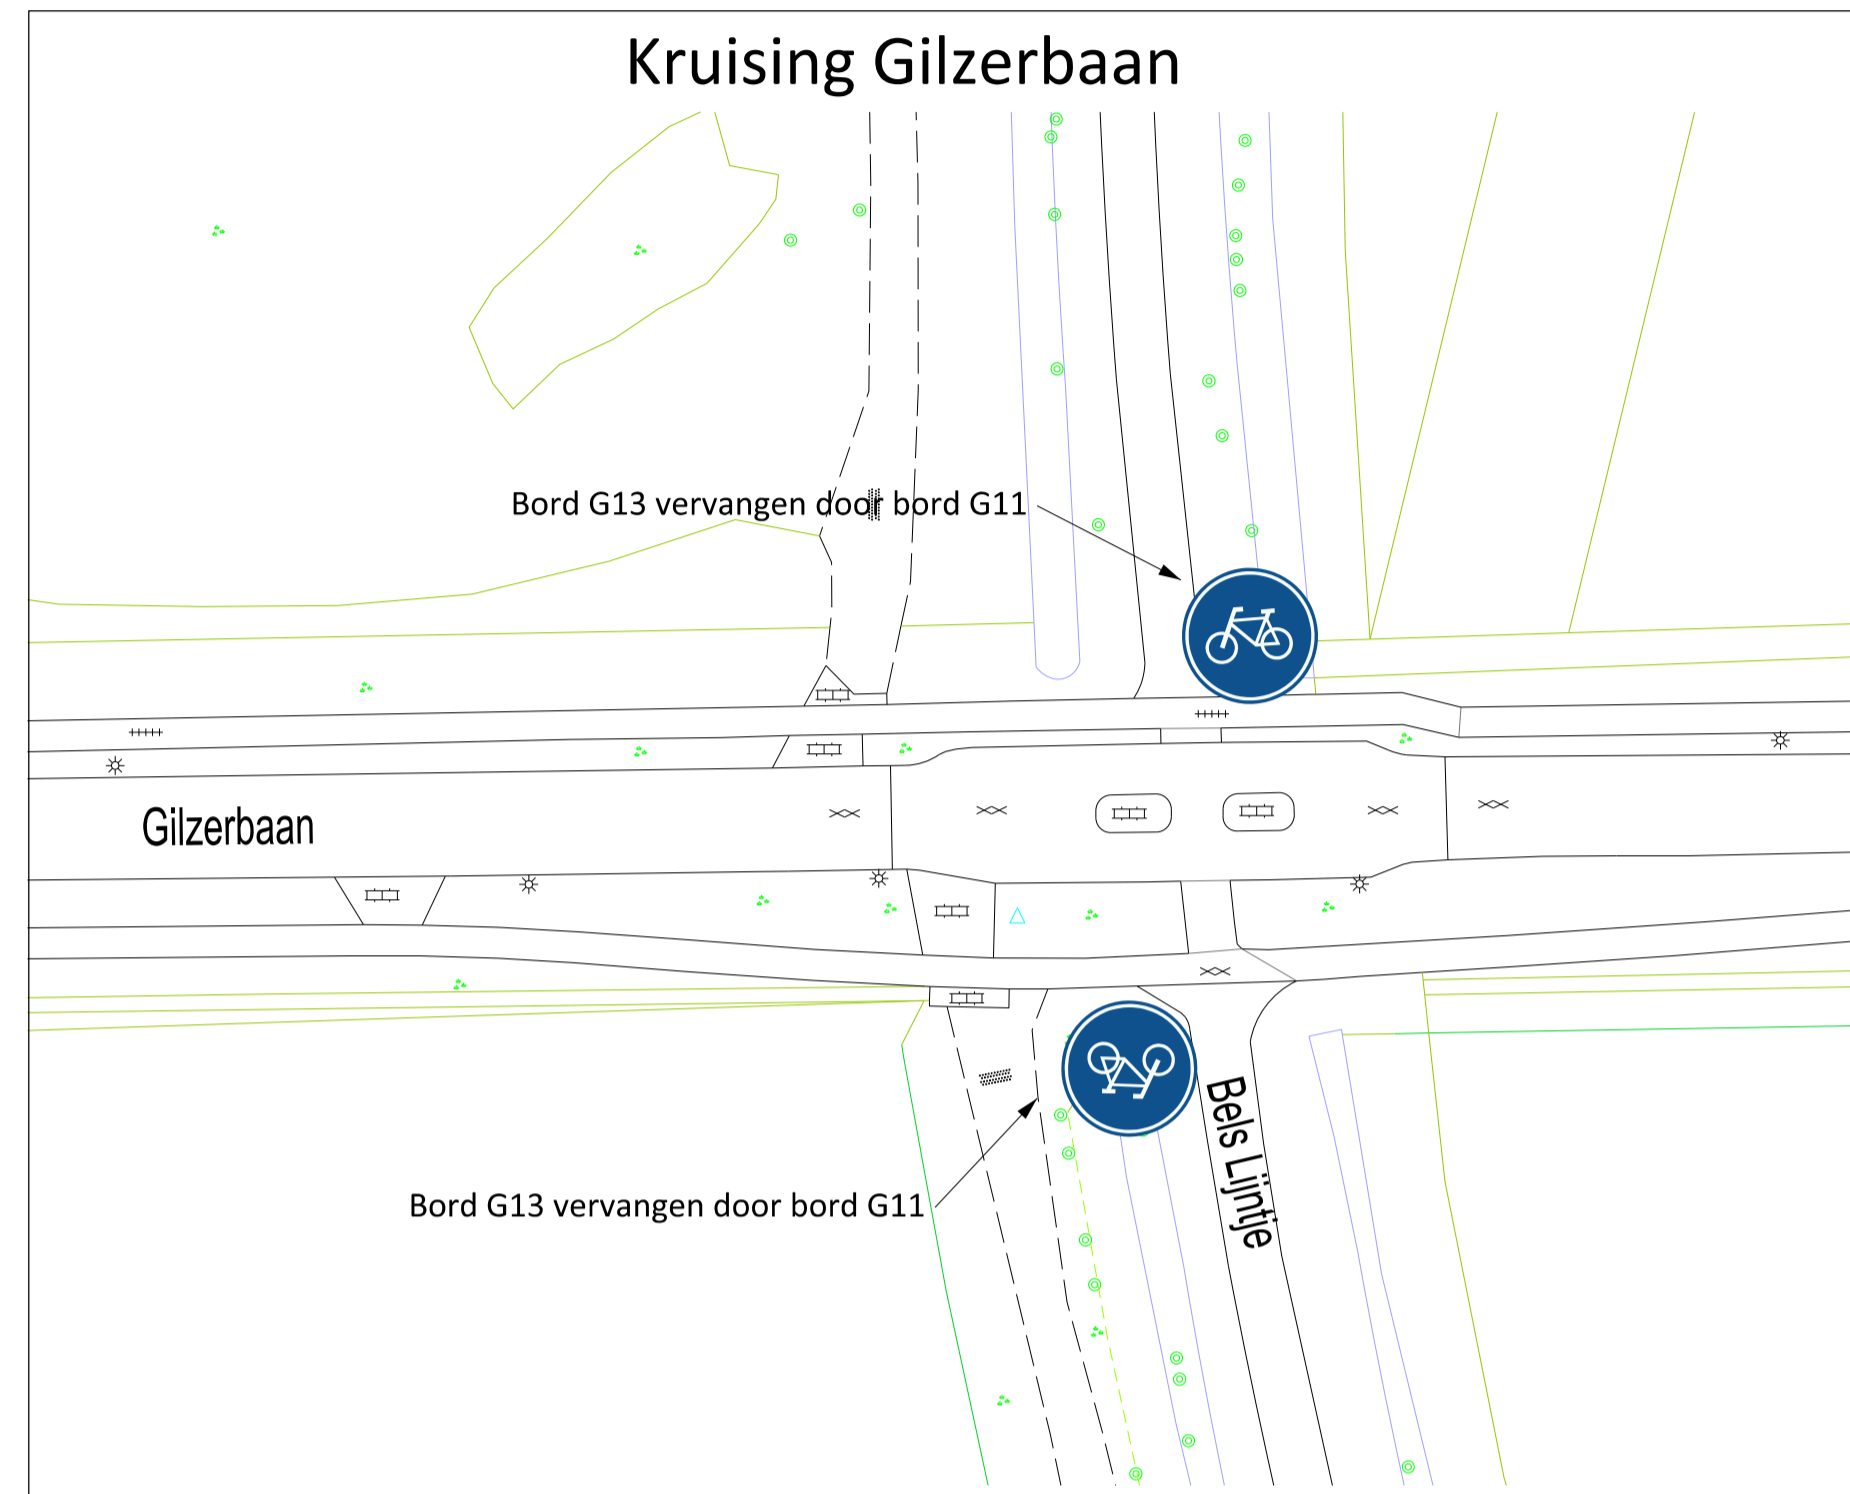 Kruising Gilzerbaan
Bord G13 vervangen door bord G11
Gilzerbaan
Bels Lijntje
Bord G13 vervangen door bord G11